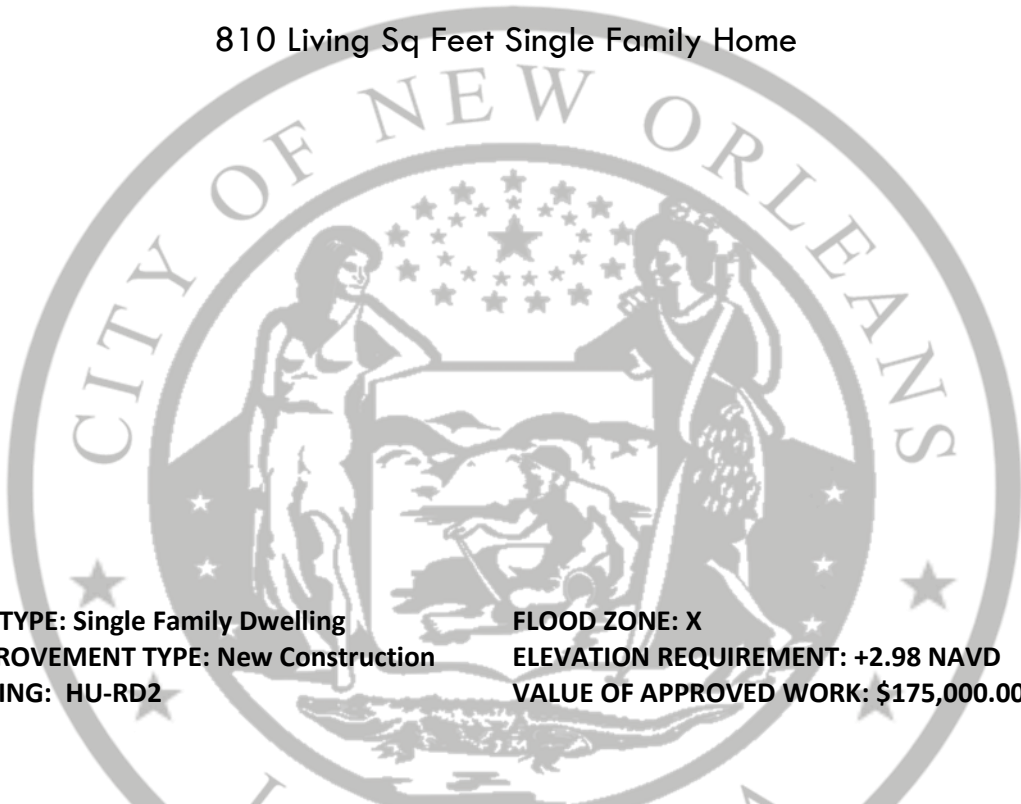 810 Living Sq Feet Single Family Home
CITY OF NEW ORLEANS
TYPE: Single Family Dwelling
FLOOD ZONE: X
ROVEMENT TYPE: New Construction
ELEVATION REQUIREMENT: +2.98 NAVD
ING: HU-RD2
VALUE OF APPROVED WORK: $175,000.00